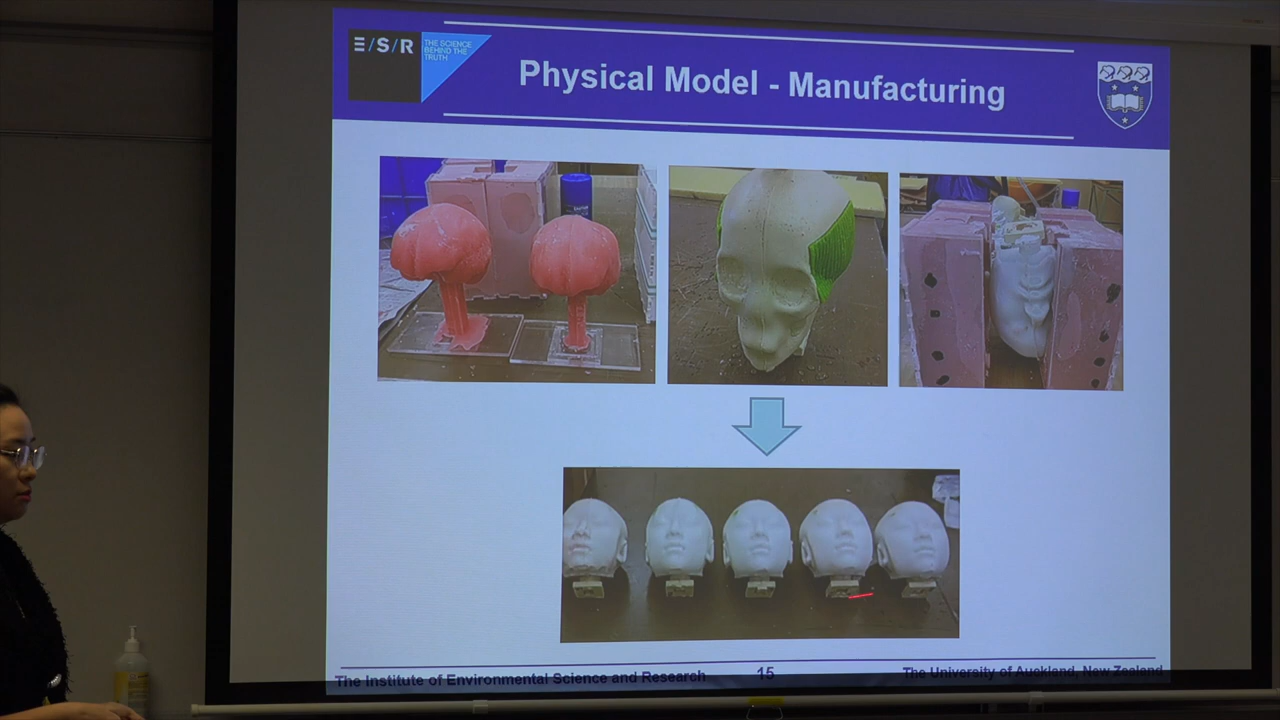 E/S/R
THE SCIENCE
BEHIND THE
TRUTH
Physical Model - Manufacturing
The Institute of Environmental Science and Research
15
The University of Auckland, New Zealand